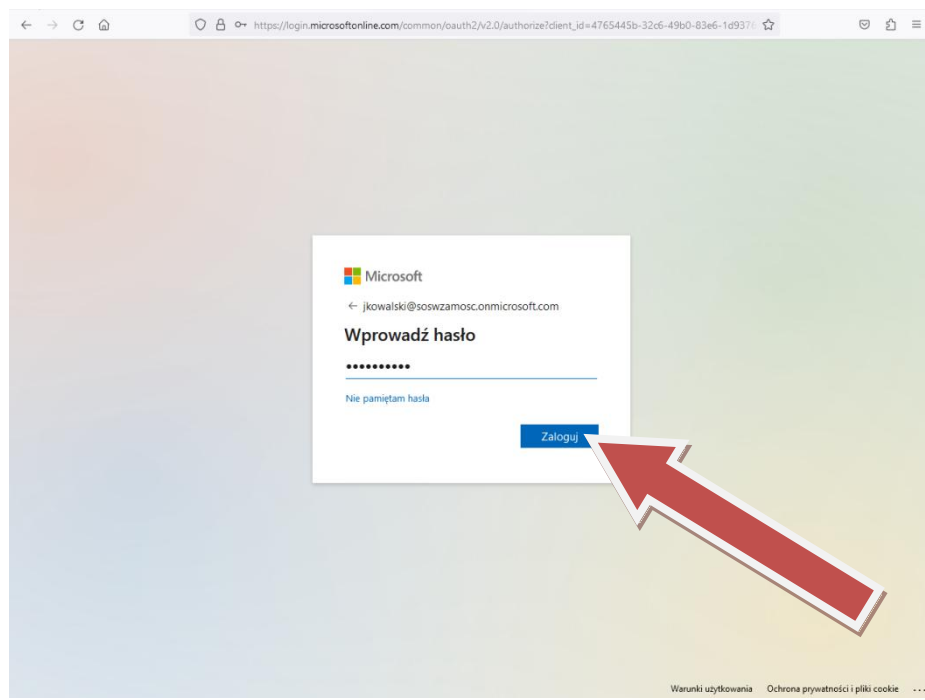 https://login.microsoftonline.com/common/oauth2/v2.0/authorize?client_id=4765445b-32c6-49b0-83e6-1d937
Microsoft
← jkowalski@soswzamosc.onmicrosoft.com
Wprowadź hasło
••••••••••
Nie pamiętam hasła
Zaloguj
Warunki użytkowania Ochrona prywatności i pliki cookie ...